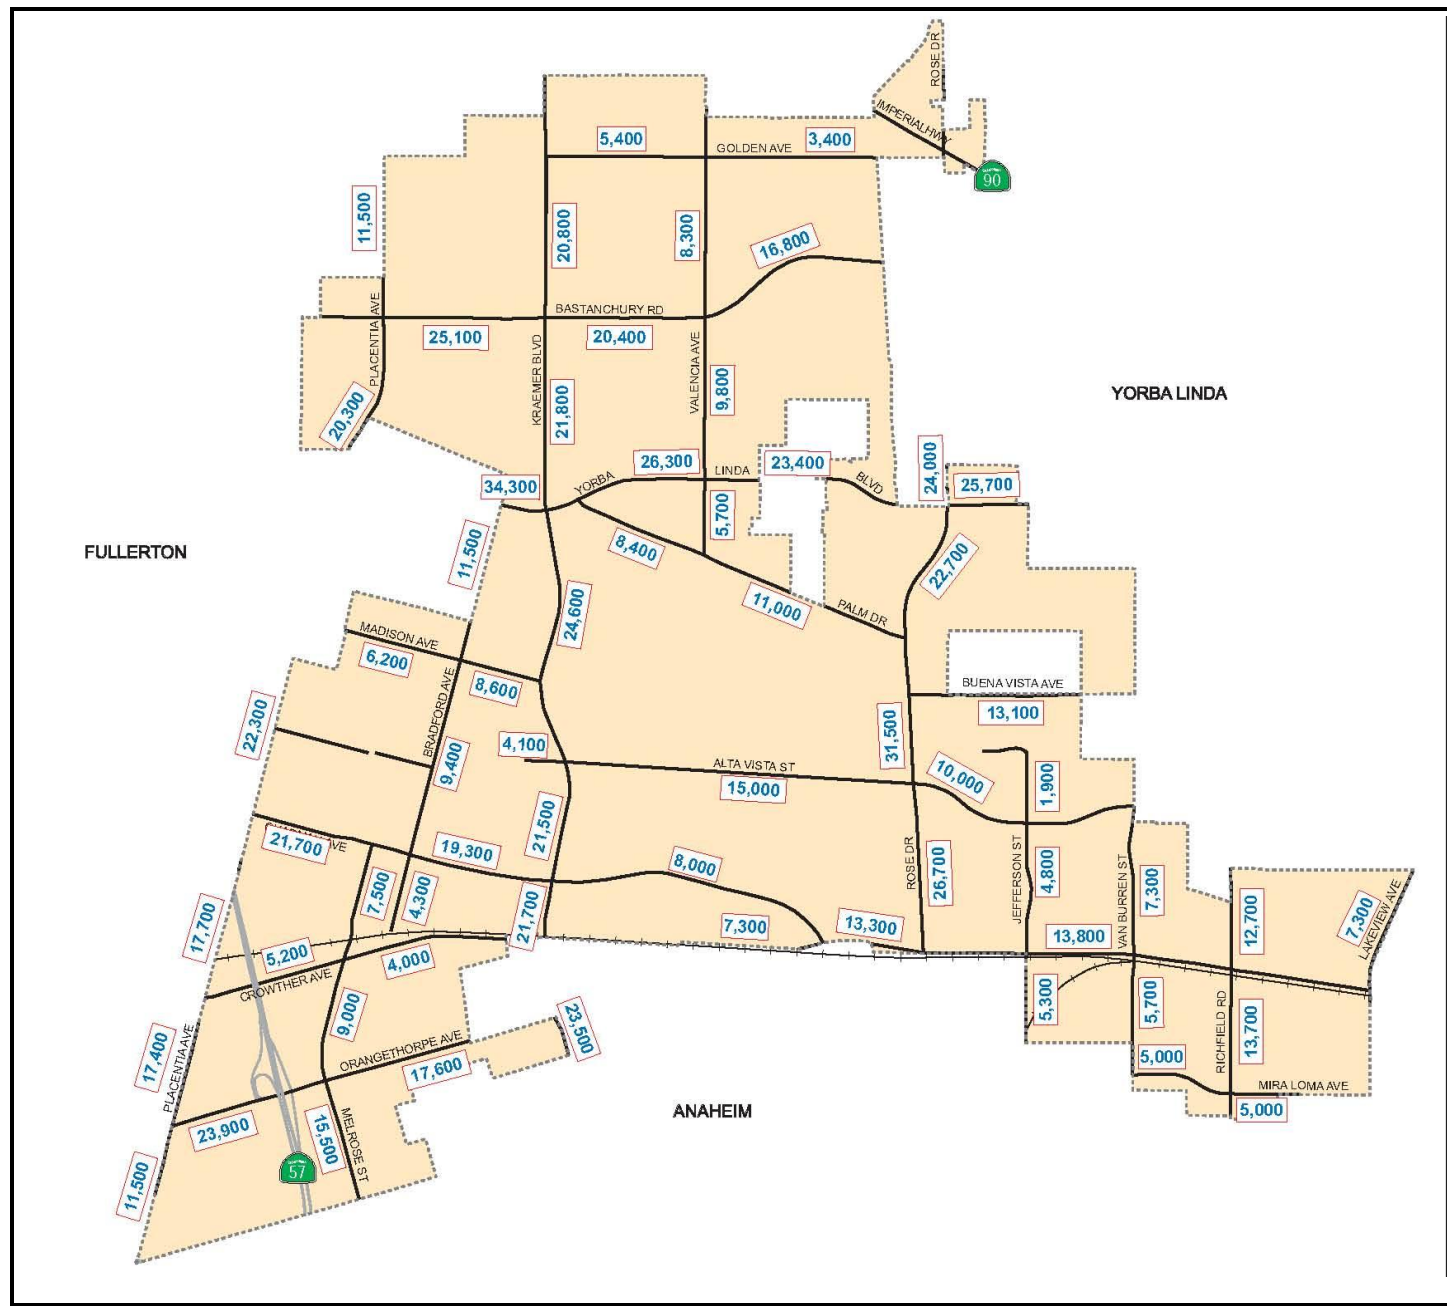 ROSE DR
IMPERIALHWY
90
5,400
3,400
GOLDEN AVE
11,500
20,800
8,300
16,800
PLACENTIA AVE
BASTANCHURY RD
25,100
20,400
KRAEMER BLVD
VALENCIA AVE
20,300
21,800
9,800
YORBA LINDA
34,300
YORBA
26,300
LINDA
23,400
BLVD
24,000
25,700
5,700
11,500
8,400
22,700
FULLERTON
24,600
11,000
PALM DR
MADISON AVE
6,200
8,600
BRADFORD AVE
BUENA VISTA AVE
13,100
22,300
9,400
4,100
ALTA VISTA ST
15,000
31,500
10,000
1,900
21,700
AVE
19,300
21,500
8,000
ROSE DR
26,700
JEFFERSON ST
4,800
VAN BURREN ST
7,300
12,700
7,300
LAKEVIEW AVE
17,700
7,500
4,300
21,700
7,300
13,300
13,800
5,200
4,000
CROWTHER AVE
9,000
5,300
5,700
RICHFIELD RD
13,700
17,400
PLACENTIA AVE
ORANGETHORPE AVE
17,600
23,500
5,000
MIRA LOMA AVE
5,000
23,900
15,500
MELROSE ST
57
11,500
ANAHEIM